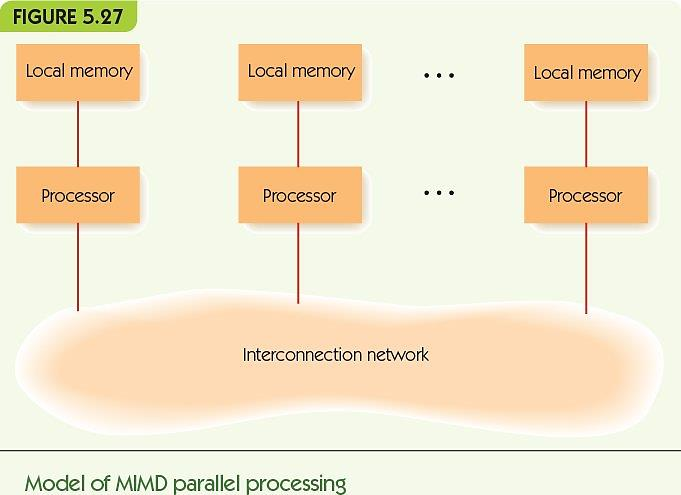 FIGURE 5.27
Local memory Local memory ... Local memory
Processor Processor ... Processor
Interconnection network
Model of MIMD parallel processing